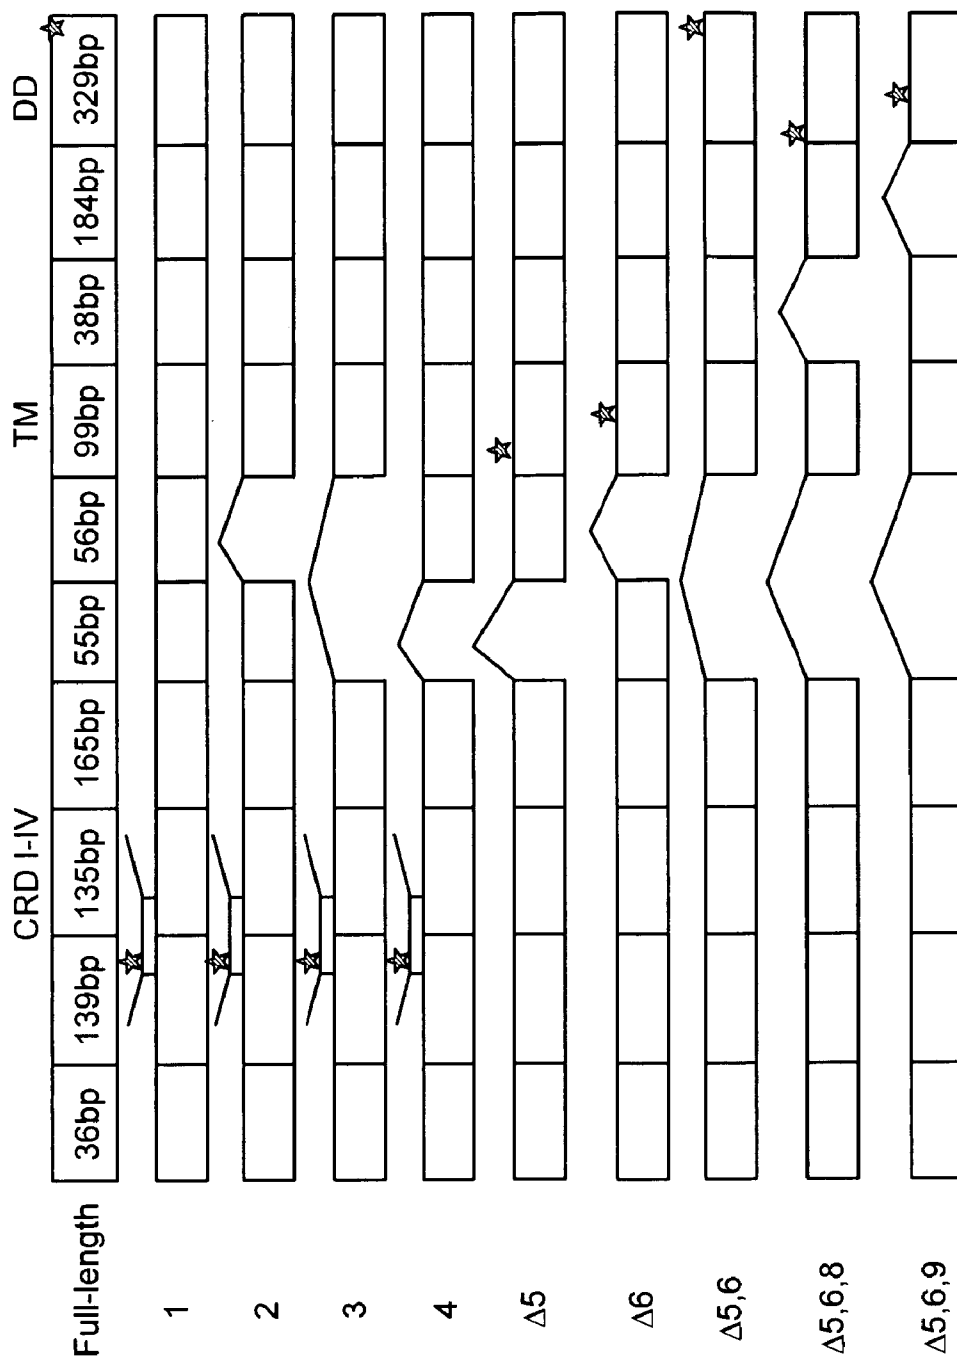 CRD I-IV TM DD
Full-length 36bp 139bp 135bp 165bp 55bp 56bp 99bp 38bp 184bp 329bp
1
2
3
4
Δ5
Δ6
Δ5,6
Δ5,6,8
Δ5,6,9